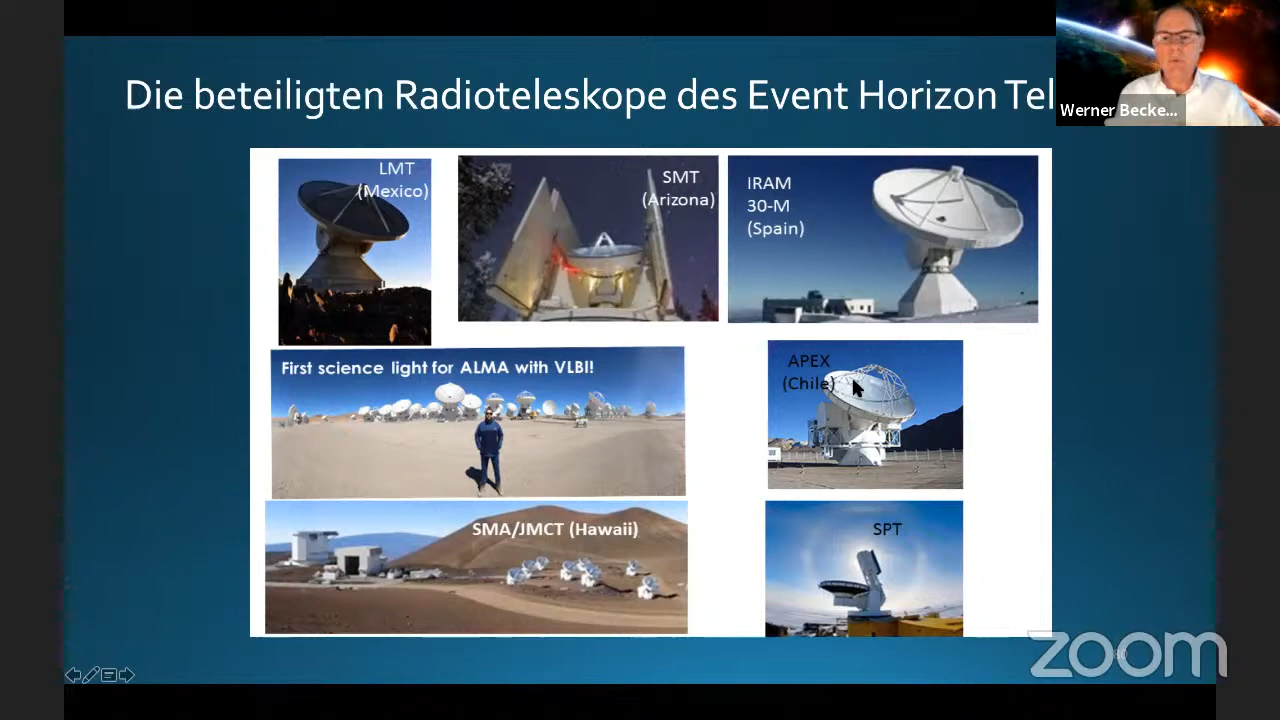 Die beteiligten Radioteleskope des Event Horizon Tel
Werner Becke...
LMT
(Mexico)
SMT
(Arizona)
IRAM
30-M
(Spain)
First science light for ALMA with VLBI!
APEX
(Chile)
SMA/JMCT (Hawaii)
SPT
zoom